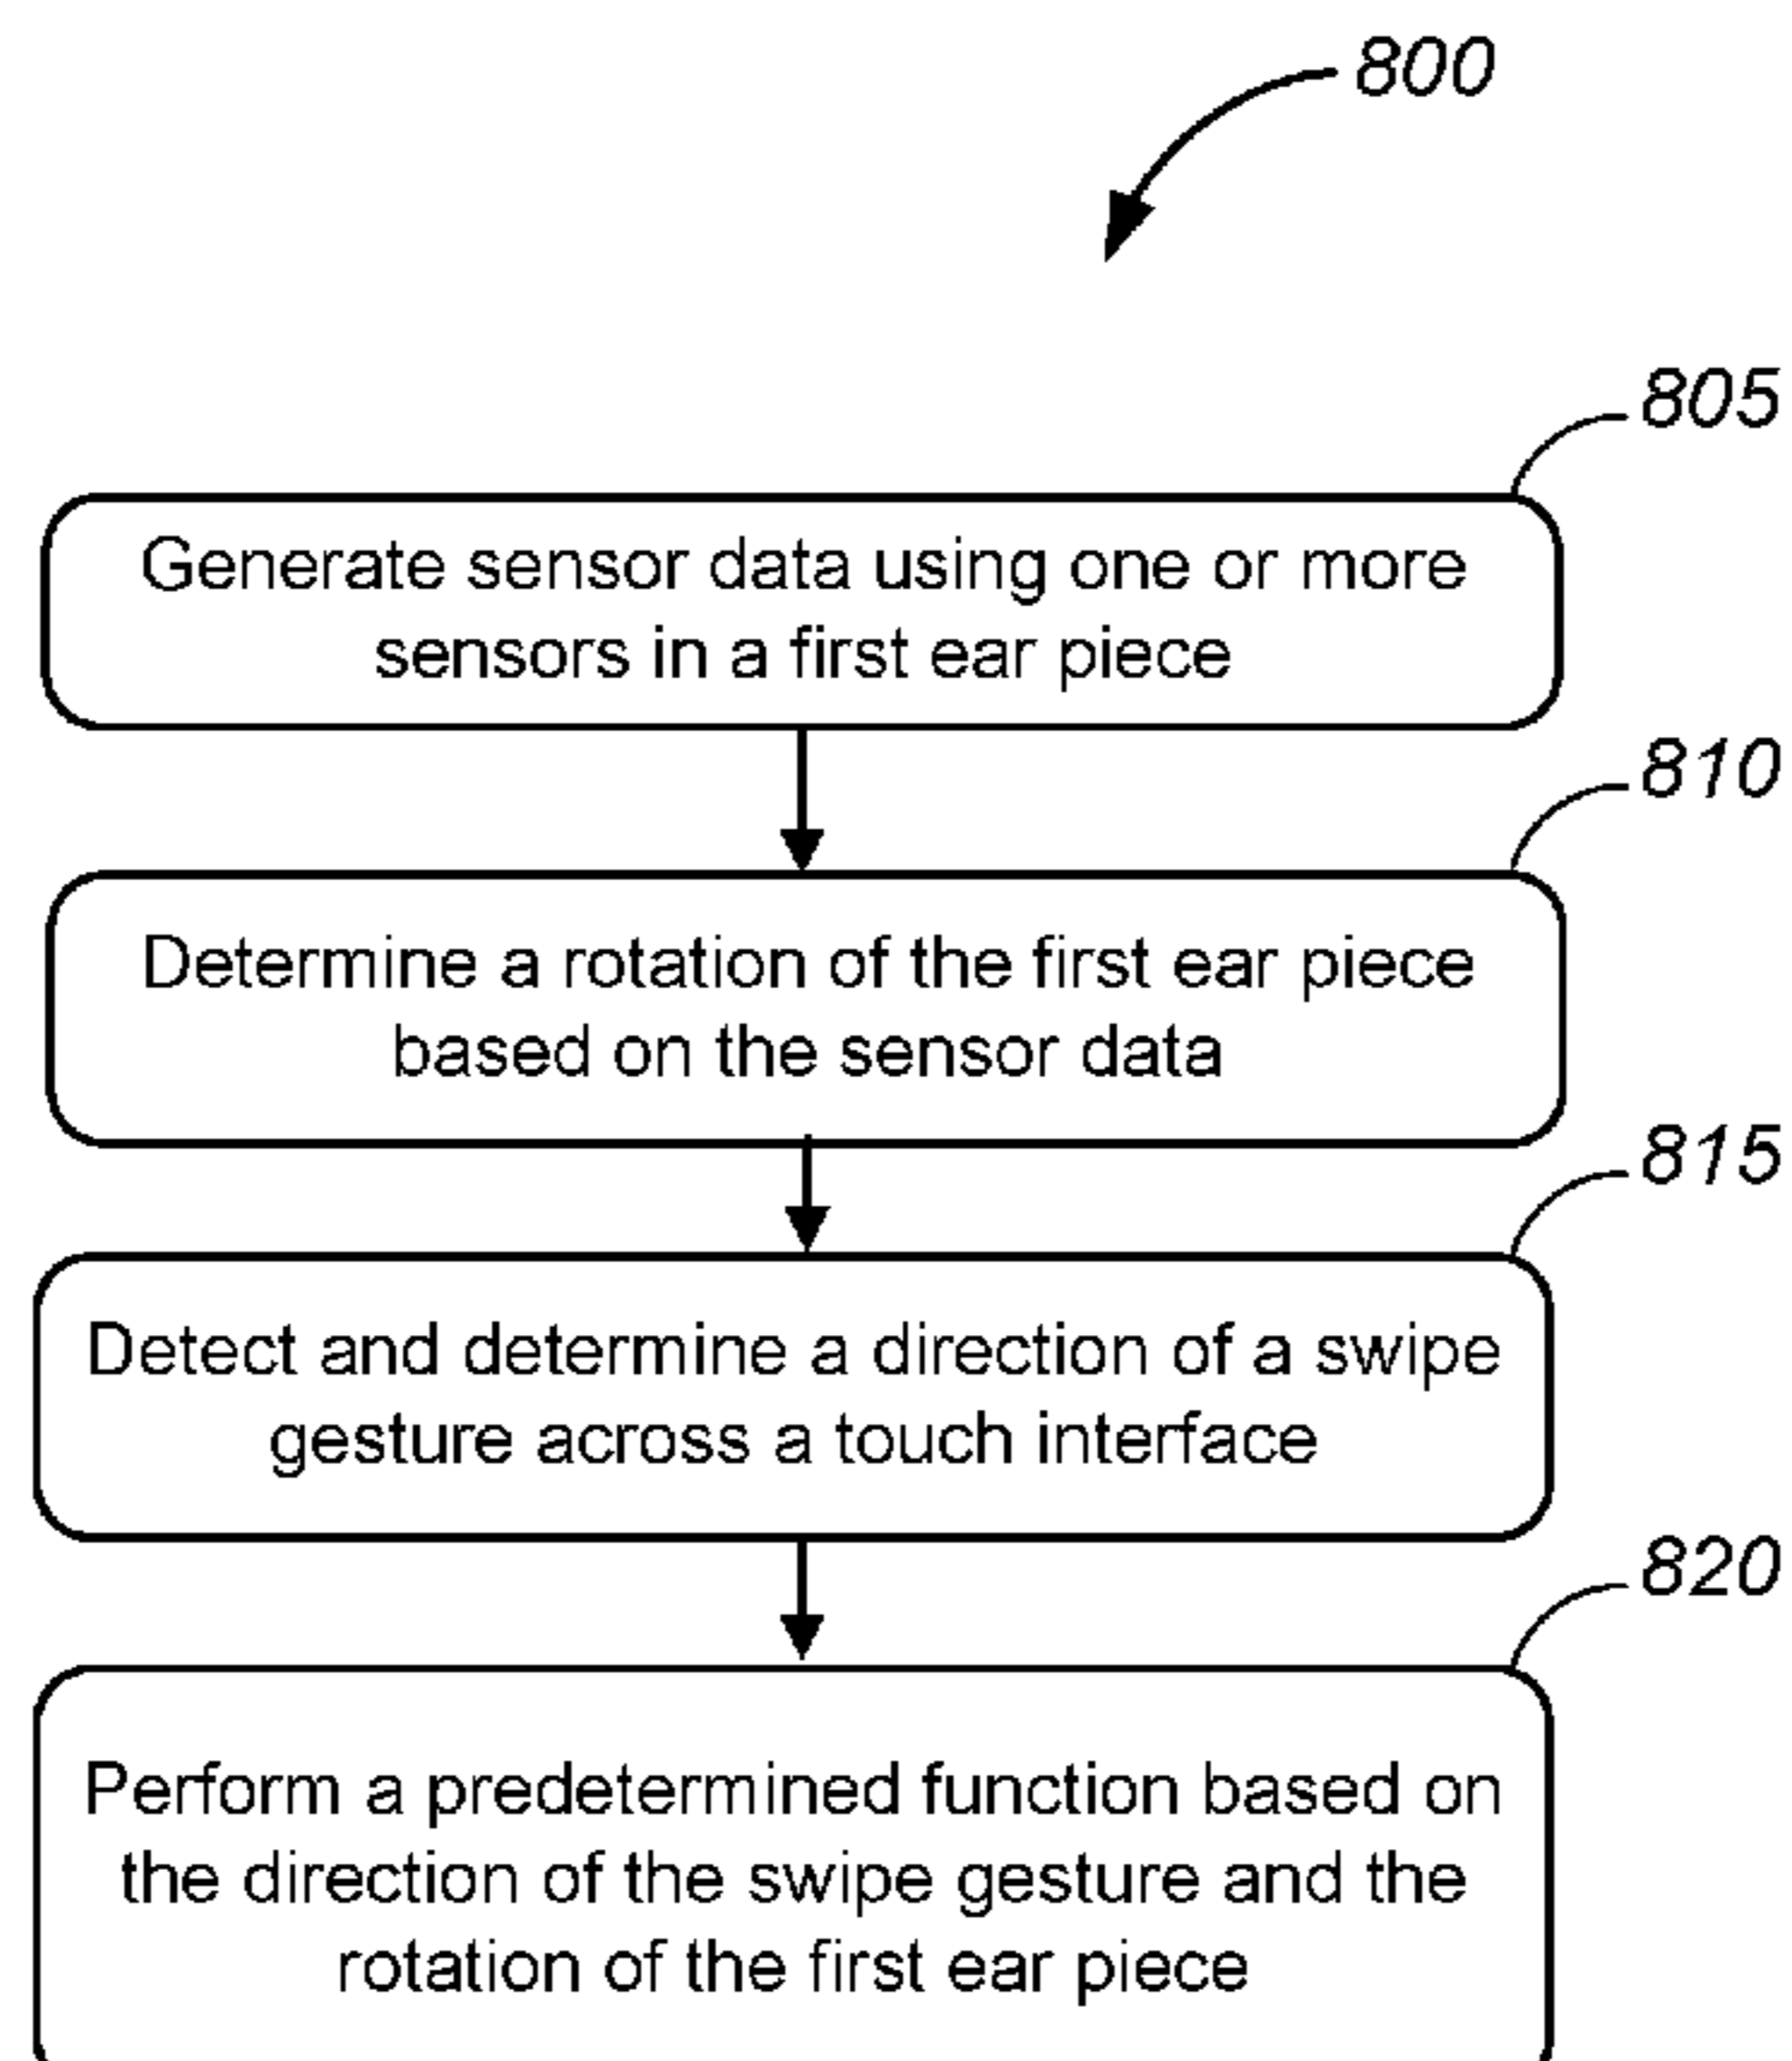 800
805
Generate sensor data using one or more
sensors in a first ear piece
810
Determine a rotation of the first ear piece
based on the sensor data
815
Detect and determine a direction of a swipe
gesture across a touch interface
820
Perform a predetermined function based on
the direction of the swipe gesture and the
rotation of the first ear piece